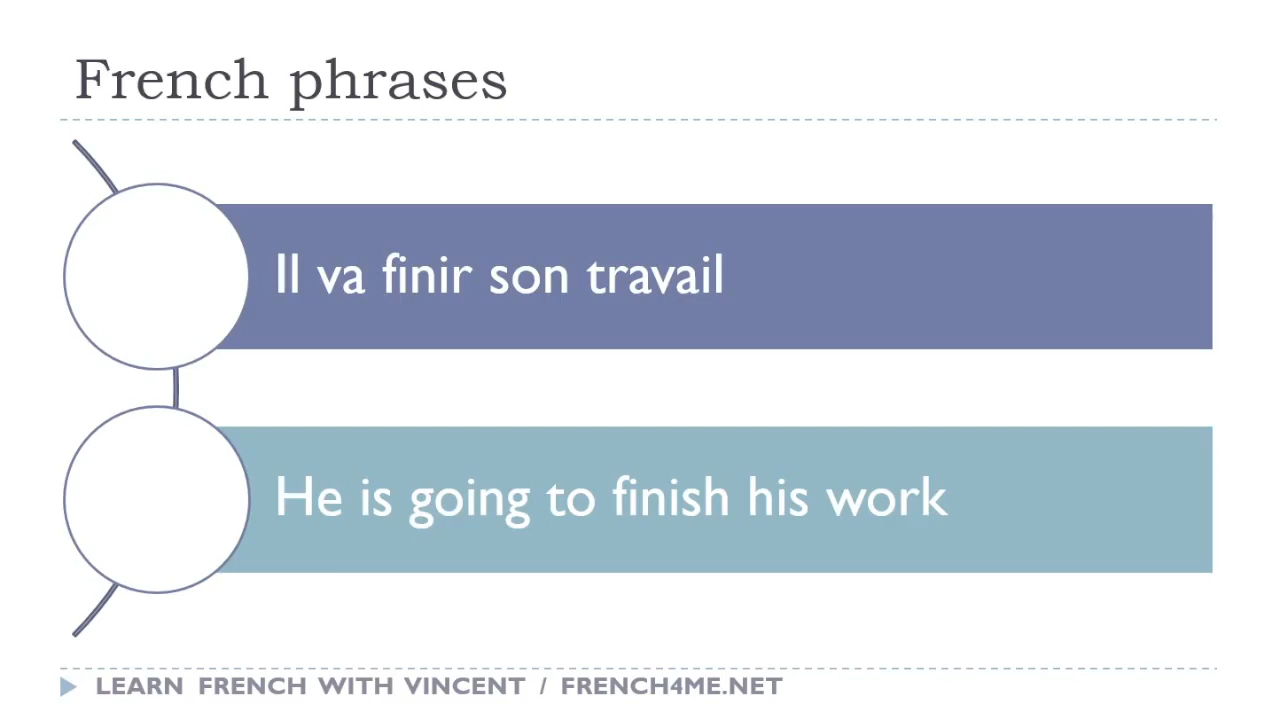 French phrases
Il va finir son travail
He is going to finish his work
LEARN FRENCH WITH VINCENT / FRENCH4ME.NET